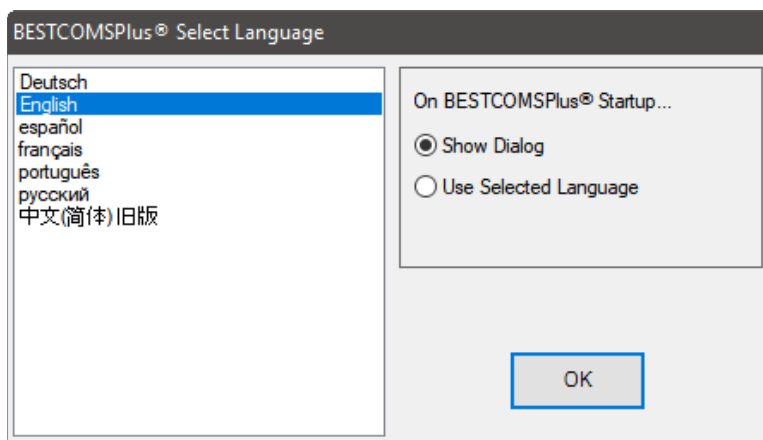 BESTCOMSPlus® Select Language
Deutsch
English
español
français
português
русский
中文(简体)旧版
On BESTCOMSPlus® Startup...
Show Dialog
Use Selected Language
OK